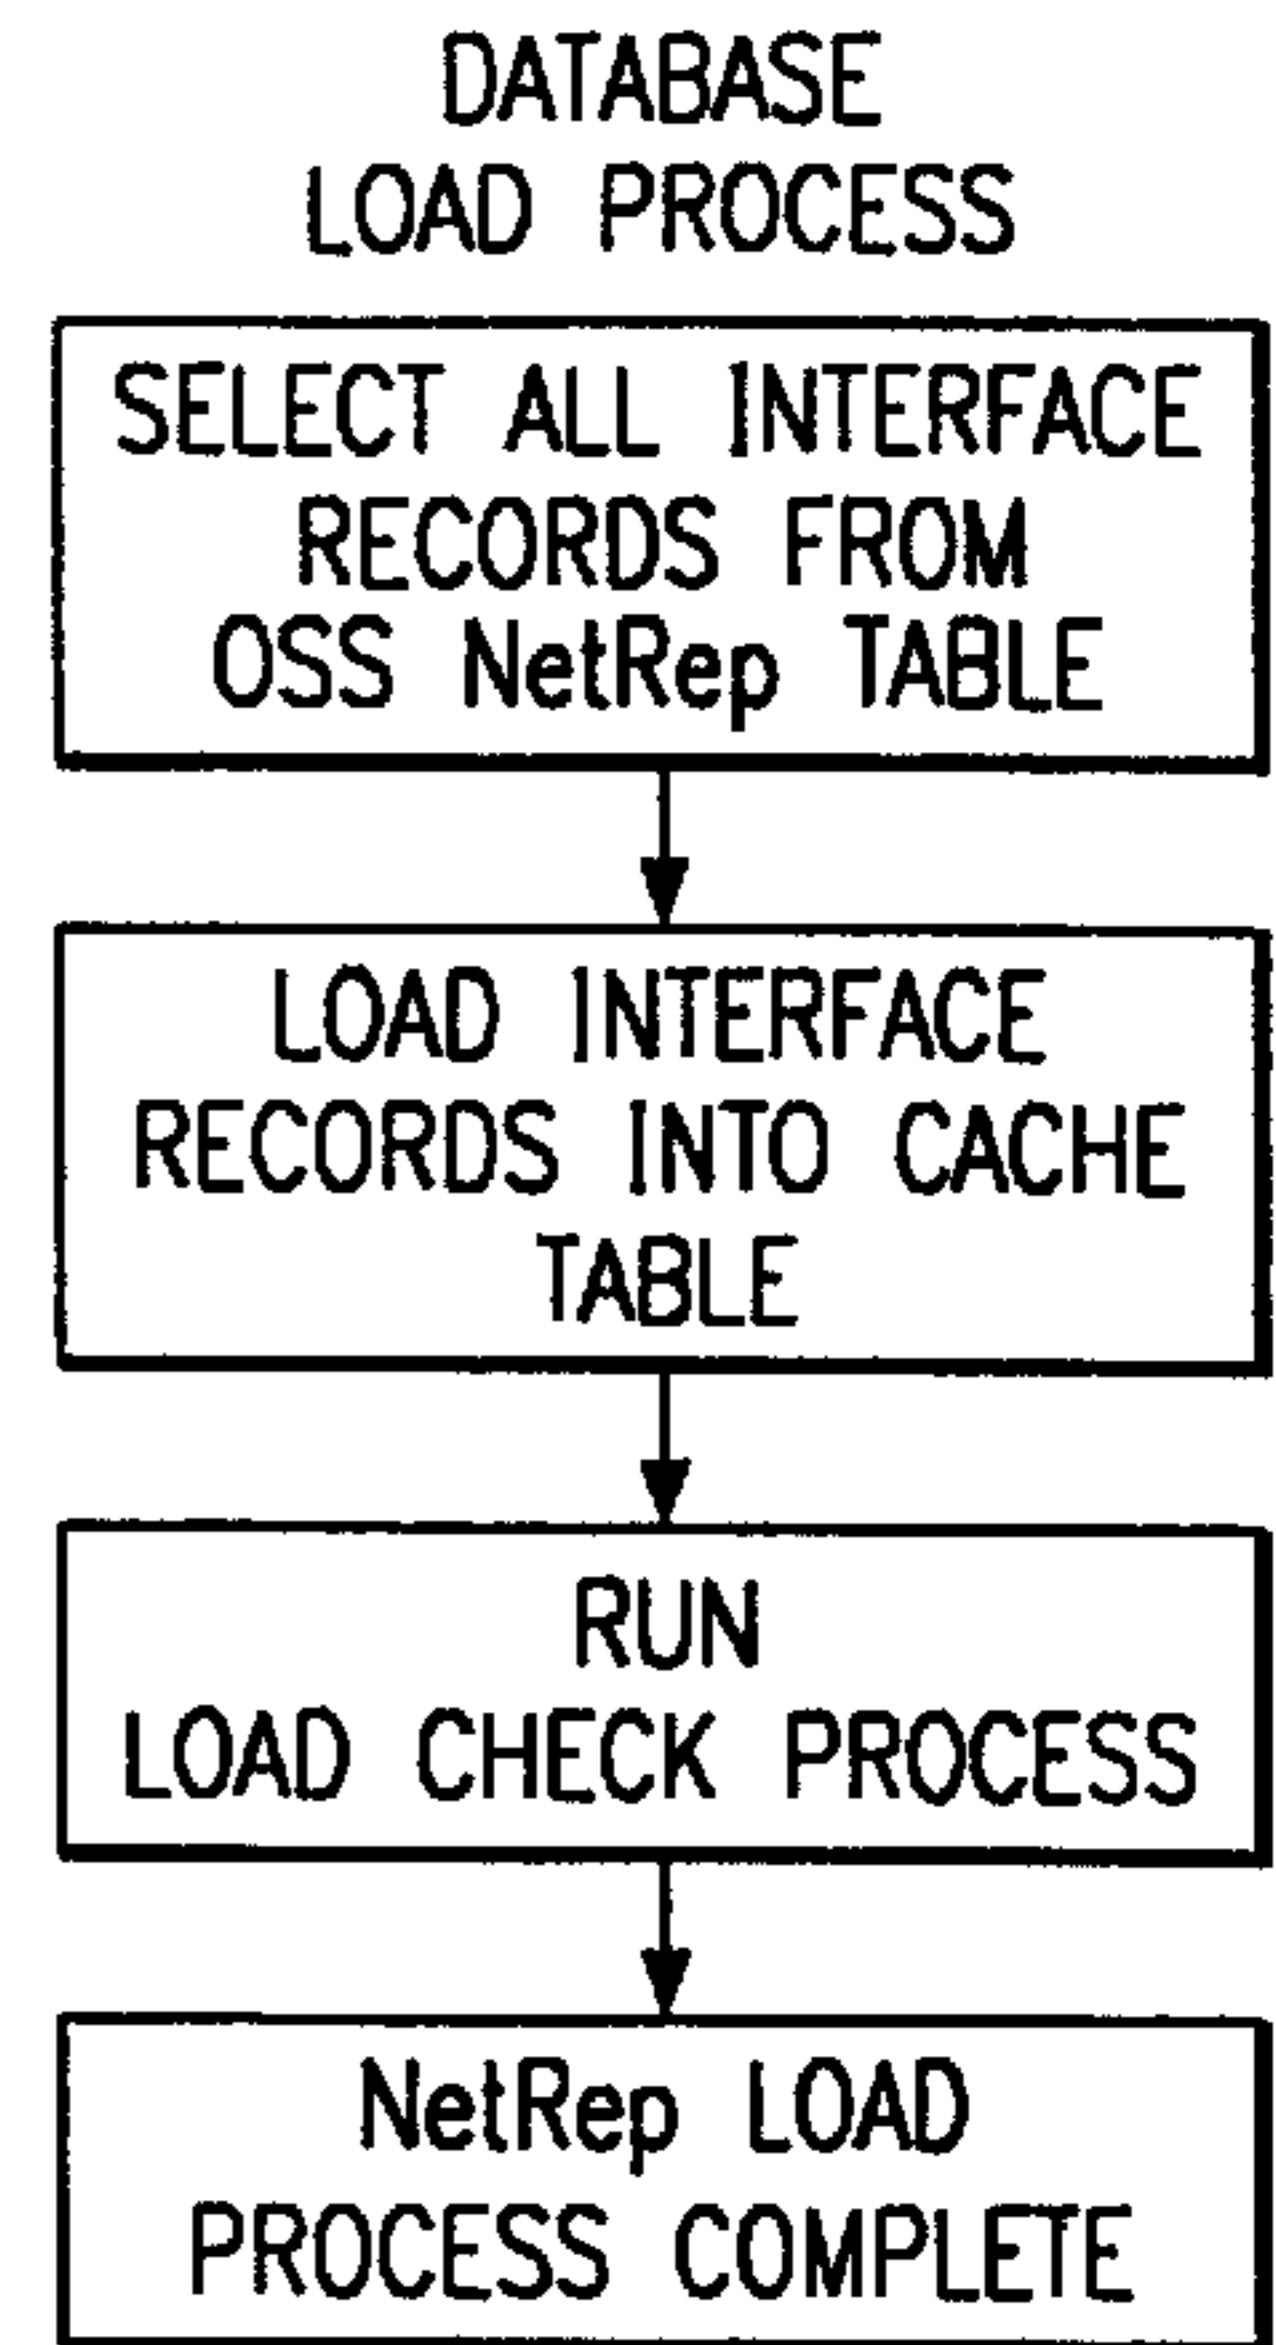 DATABASE
LOAD PROCESS
SELECT ALL INTERFACE
RECORDS FROM
OSS NetRep TABLE
LOAD INTERFACE
RECORDS INTO CACHE
TABLE
RUN
LOAD CHECK PROCESS
NetRep LOAD
PROCESS COMPLETE